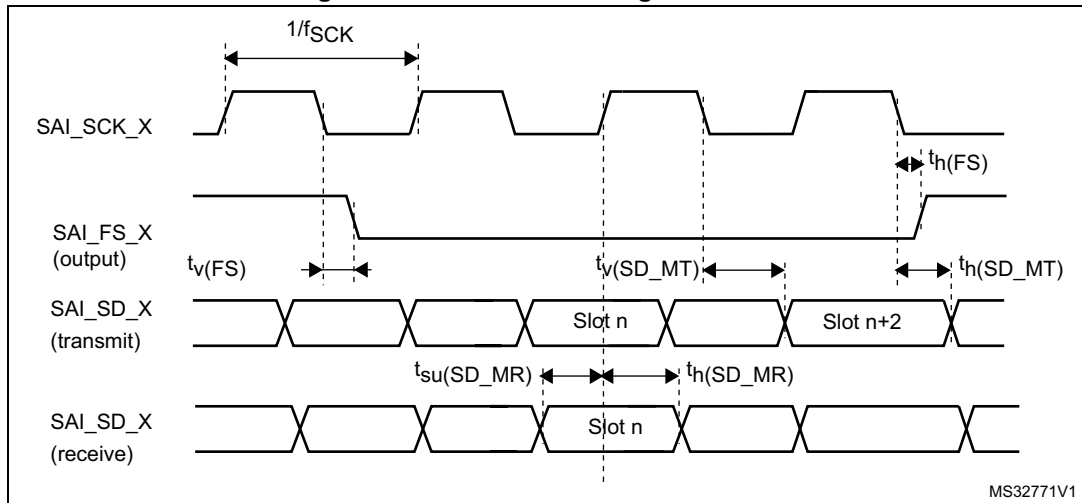 1/fSCK
SAI_SCK_X
th(FS)
SAI_FS_X
(output)
tv(FS)
tv(SD_MT)
th(SD_MT)
SAI_SD_X
(transmit)
Slot n
Slot n+2
tsu(SD_MR)
th(SD_MR)
SAI_SD_X
(receive)
Slot n
MS32771V1